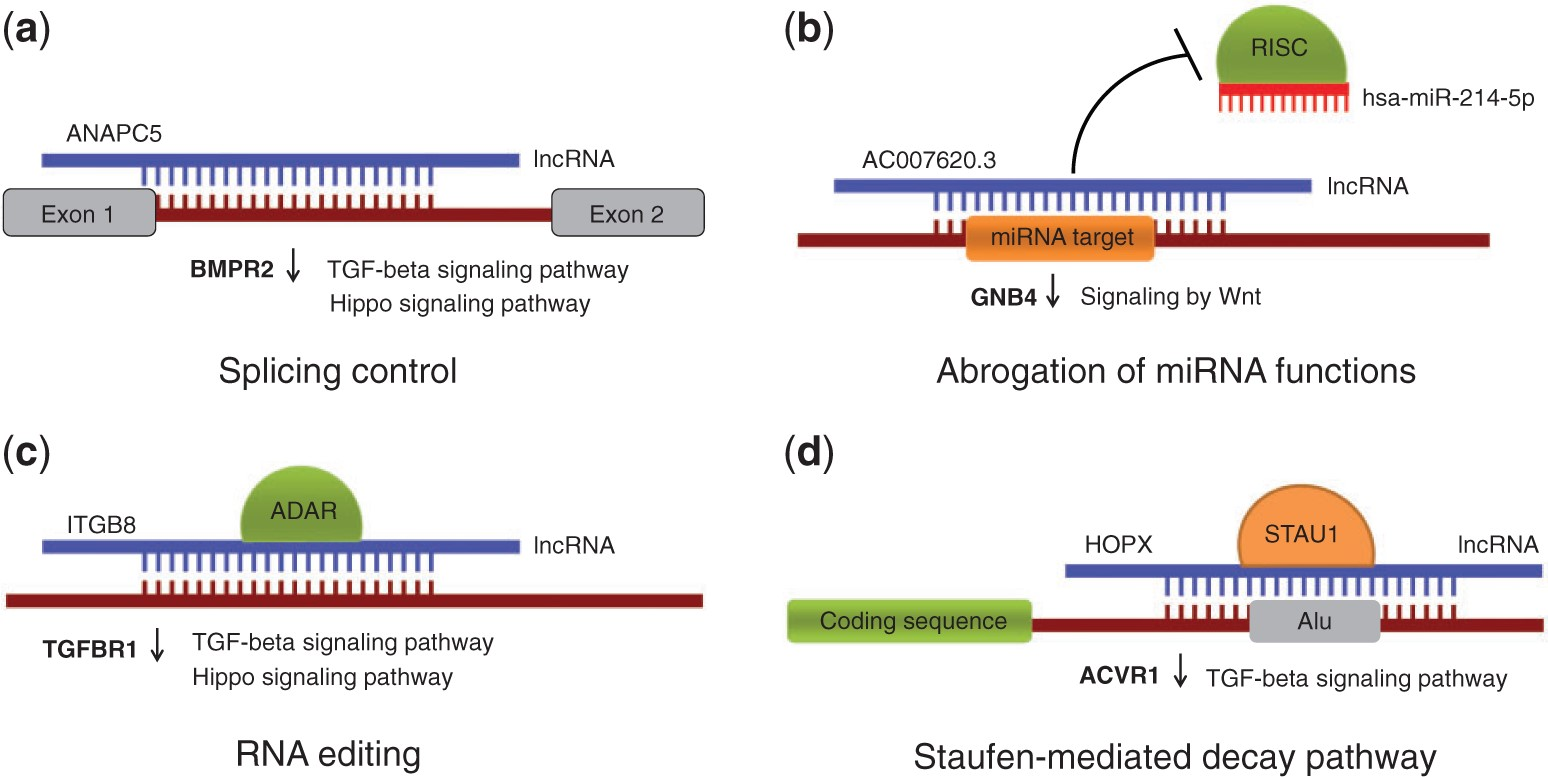 (a)
ANAPC5
lncRNA
Exon 1
Exon 2
BMPR2 ↓ TGF-beta signaling pathway
Hippo signaling pathway
Splicing control
(b)
RISC
hsa-miR-214-5p
AC007620.3
lncRNA
miRNA target
GNB4 ↓ Signaling by Wnt
Abrogation of miRNA functions
(c)
ADAR
ITGB8
lncRNA
TGFBR1 ↓ TGF-beta signaling pathway
Hippo signaling pathway
RNA editing
(d)
STAU1
HOPX
lncRNA
Coding sequence
Alu
ACVR1 ↓ TGF-beta signaling pathway
Staufen-mediated decay pathway